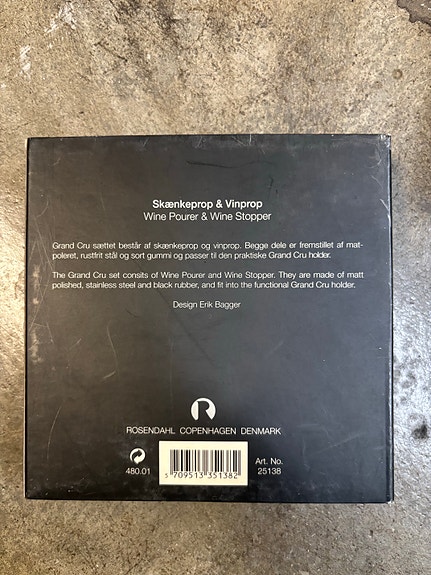 Skænkeprop & Vinprop
Wine Pourer & Wine Stopper
Grand Cru sættet består af skænkeprop og vinprop. Begge dele er fremstillet af mat-
poleret, rustfrit stål og sort gummi og passer til den praktiske Grand Cru holder.
The Grand Cru set consits of Wine Pourer and Wine Stopper. They are made of matt
polished, stainless steel and black rubber, and fit into the functional Grand Cru holder.
Design Erik Bagger
ROSENDAHL COPENHAGEN DENMARK
480.01
5 709513 351382
Art. No.
25138